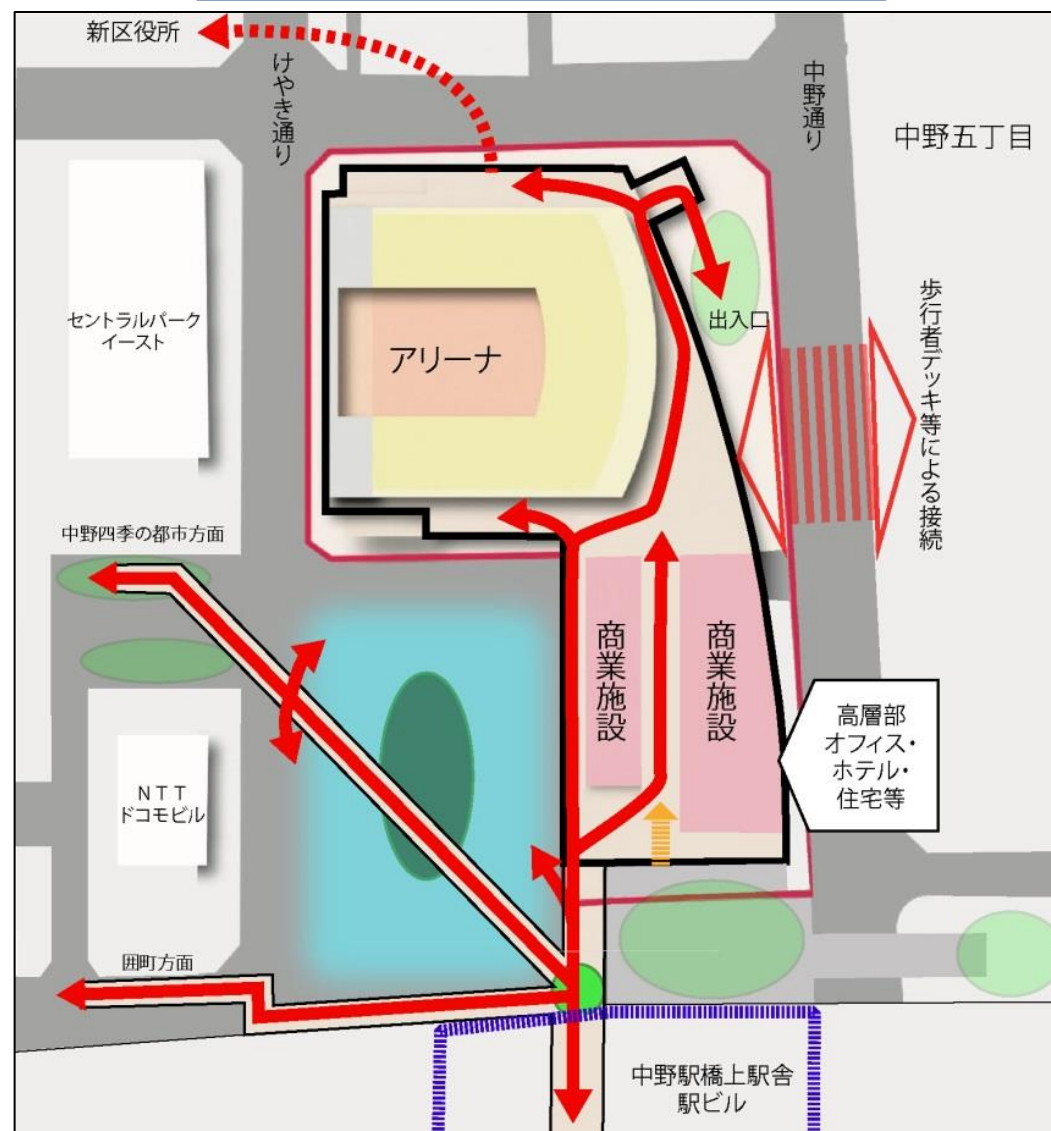 新区役所
けやき通り
中野通り
中野五丁目
セントラルパーク
イースト
アリーナ
出入口
歩行者デッキ等による接続
中野四季の都市方面
商業施設
商業施設
高層部
オフィス・
ホテル・
住宅等
NTT
ドコモビル
囲町方面
中野駅橋上駅舎
駅ビル